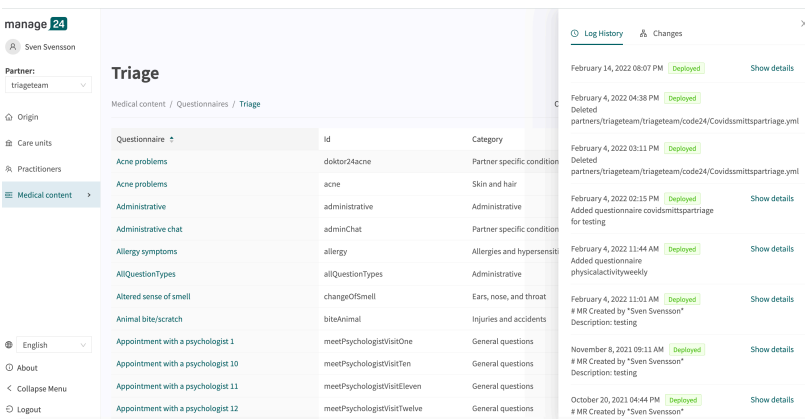 manage 24
Sven Svensson
Partner:
triageteam
Origin
Care units
Practitioners
Medical content
English
About
Collapse Menu
Logout
Triage
Medical content / Questionnaires / Triage
C
Questionnaire Id Category
Acne problems doktor24acne Partner specific condition
Acne problems acne Skin and hair
Administrative administrative Administrative
Administrative chat adminChat Partner specific condition
Allergy symptoms allergy Allergies and hypersensiti
AllQuestionTypes allQuestionTypes Administrative
Altered sense of smell changeOfSmell Ears, nose, and throat
Animal bite/scratch biteAnimal Injuries and accidents
Appointment with a psychologist 1 meetPsychologistVisitOne General questions
Appointment with a psychologist 10 meetPsychologistVisitTen General questions
Appointment with a psychologist 11 meetPsychologistVisitEleven General questions
Appointment with a psychologist 12 meetPsychologistVisitTwelve General questions
Log History Changes
February 14, 2022 08:07 PM Deployed Show details
February 4, 2022 04:38 PM Deployed
Deleted
partners/triageteam/triageteam/code24/Covidssmittspartriage.yml
February 4, 2022 03:11 PM Deployed
Deleted
partners/triageteam/triageteam/code24/Covidssmittspartriage.yml
February 4, 2022 02:15 PM Deployed Show details
Added questionnaire covidsmittspartriage
for testing
February 4, 2022 11:44 AM Deployed Show details
Added questionnaire
physicalactivityweekly
February 4, 2022 11:01 AM Deployed Show details
# MR Created by *Sven Svensson*
Description: testing
November 8, 2021 09:11 AM Deployed Show details
# MR Created by *Sven Svensson*
Description: testing
October 20, 2021 04:44 PM Deployed Show details
# MR Created by *Sven Svensson*